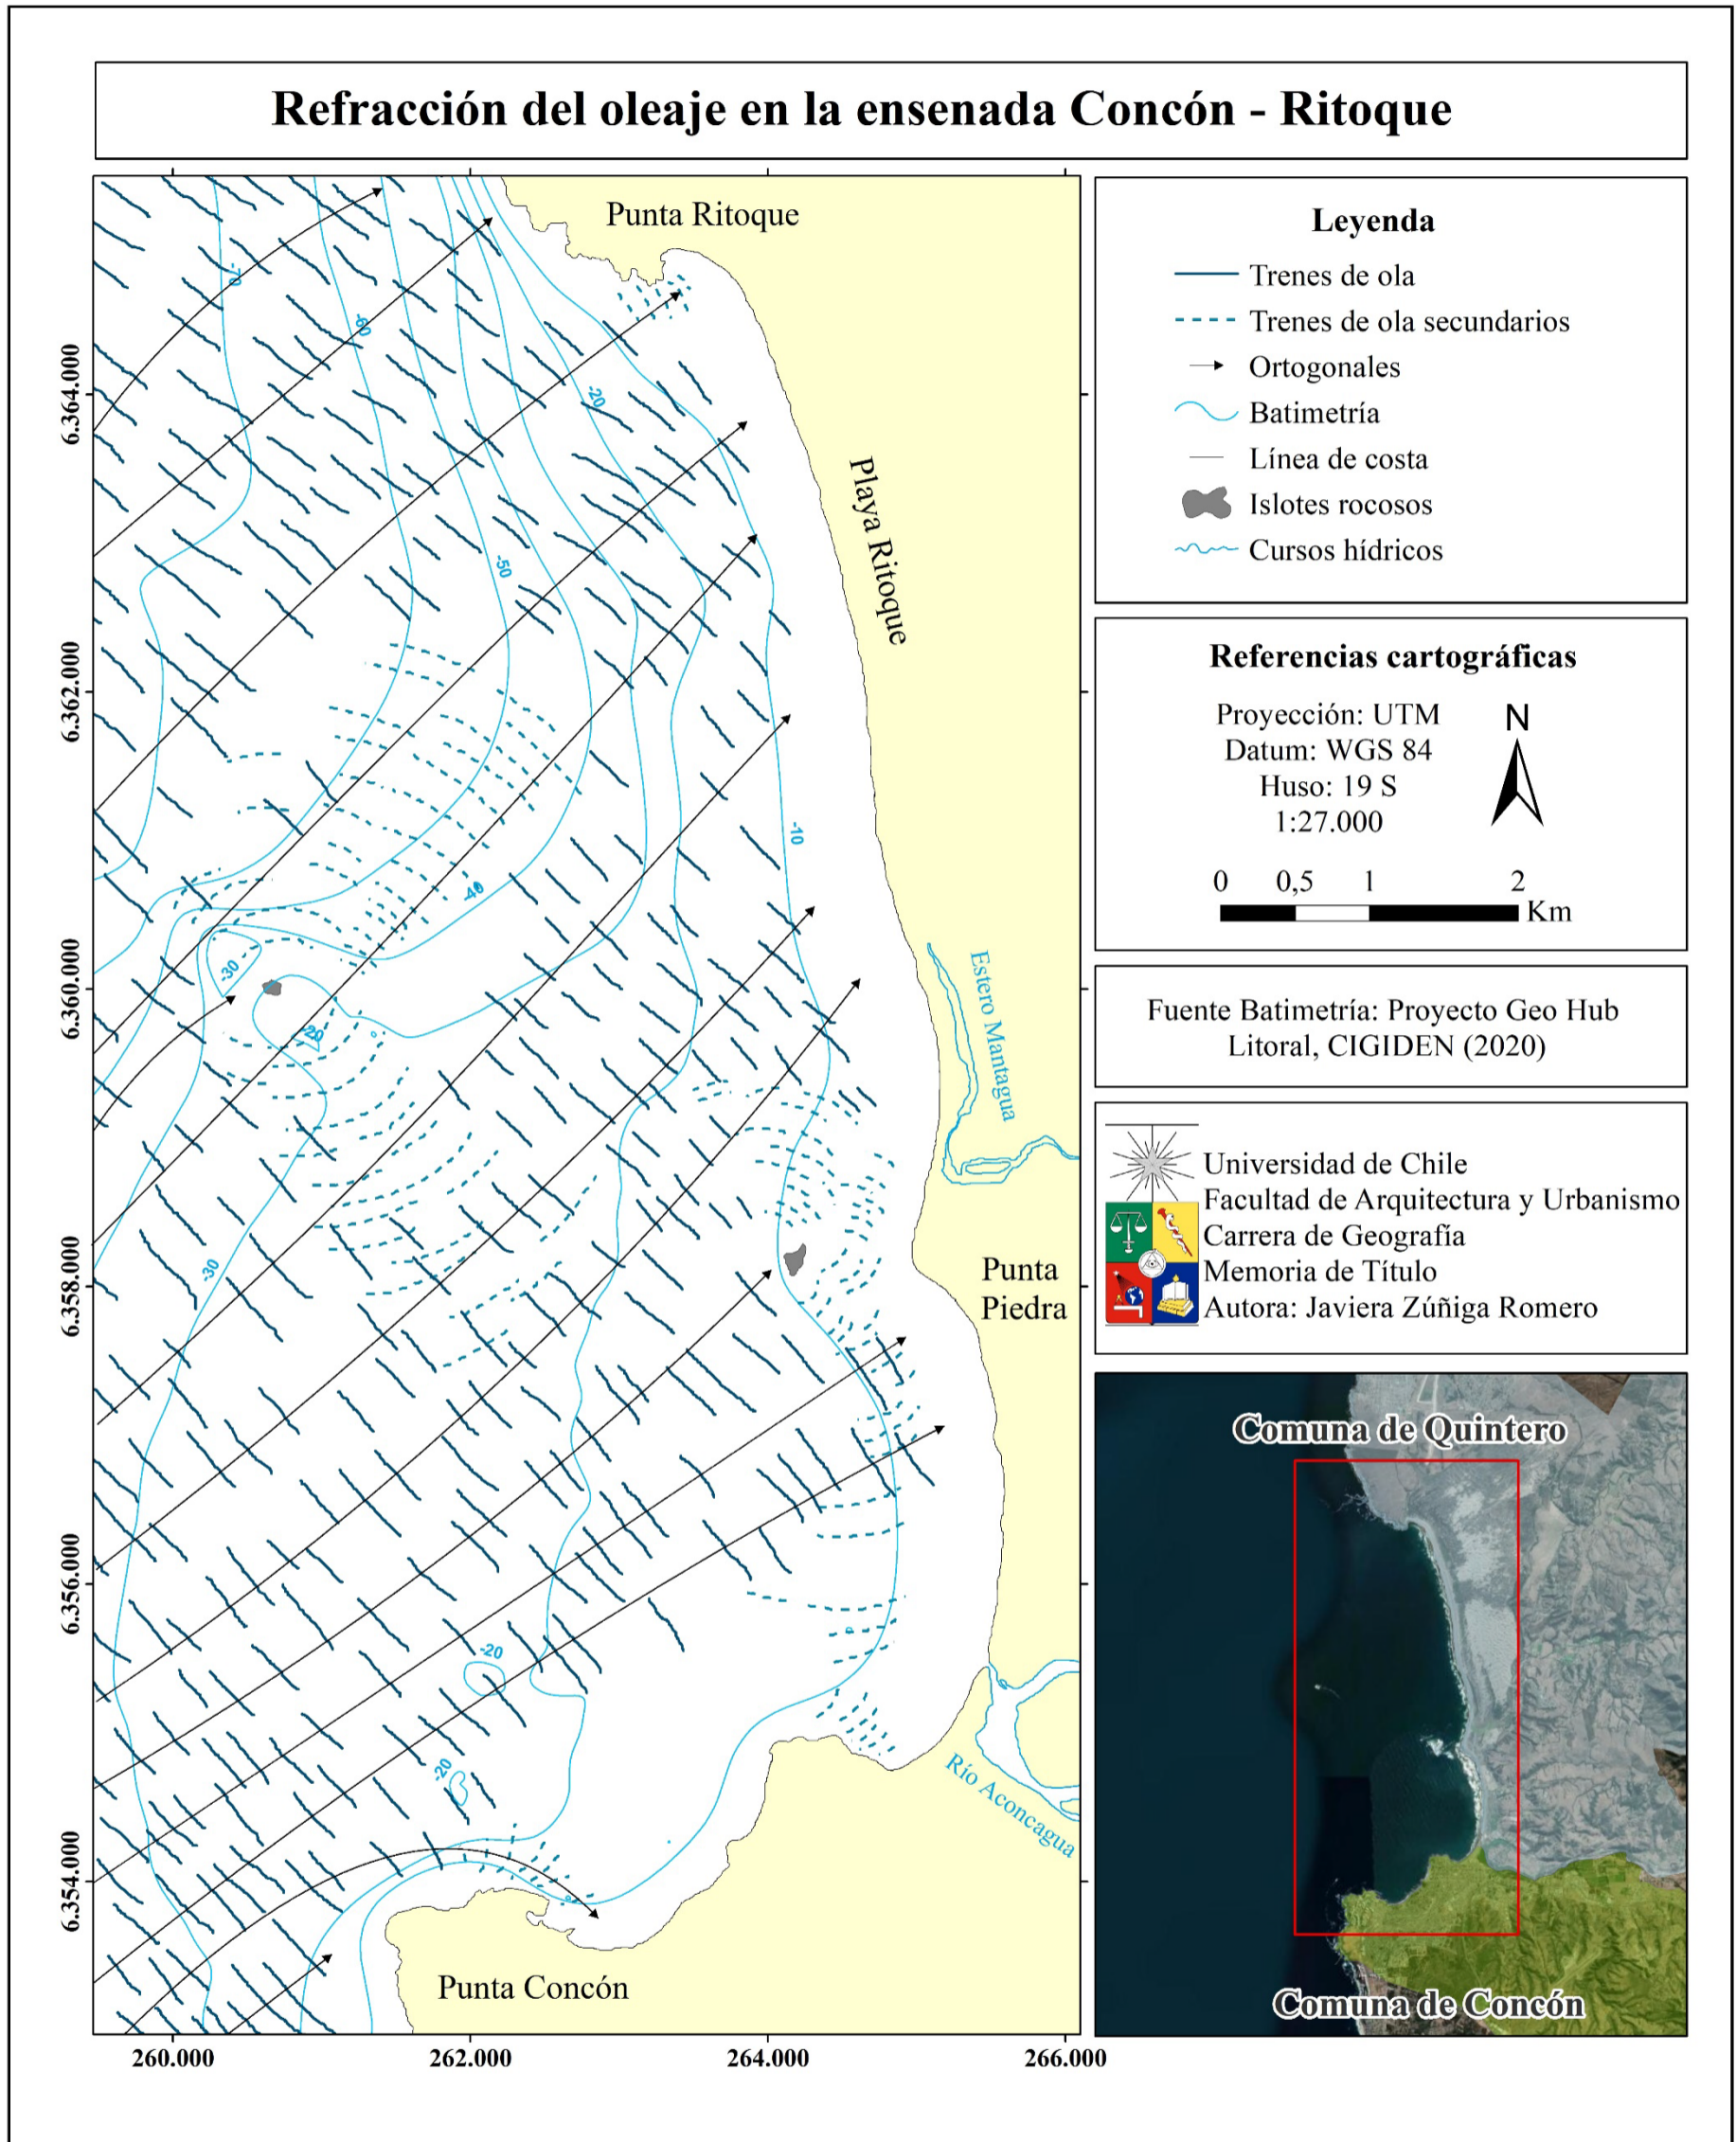 Refracción del oleaje en la ensenada Concón - Ritoque
Punta Ritoque
Playa Ritoque
Estero Mantagua
Punta
Piedra
Río Aconcagua
Punta Concón
-70
-60
-20
-50
-10
-40
-30
-20
-30
-20
-20
6.364.000
6.362.000
6.360.000
6.358.000
6.356.000
6.354.000
260.000
262.000
264.000
266.000
Leyenda
Trenes de ola
Trenes de ola secundarios
Ortogonales
Batimetría
Línea de costa
Islotes rocosos
Cursos hídricos
Referencias cartográficas
Proyección: UTM
Datum: WGS 84
Huso: 19 S
1:27.000
N
0 0,5 1 2
Km
Fuente Batimetría: Proyecto Geo Hub
Litoral, CIGIDEN (2020)
Universidad de Chile
Facultad de Arquitectura y Urbanismo
Carrera de Geografía
Memoria de Título
Autora: Javiera Zúñiga Romero
Comuna de Quintero
Comuna de Concón